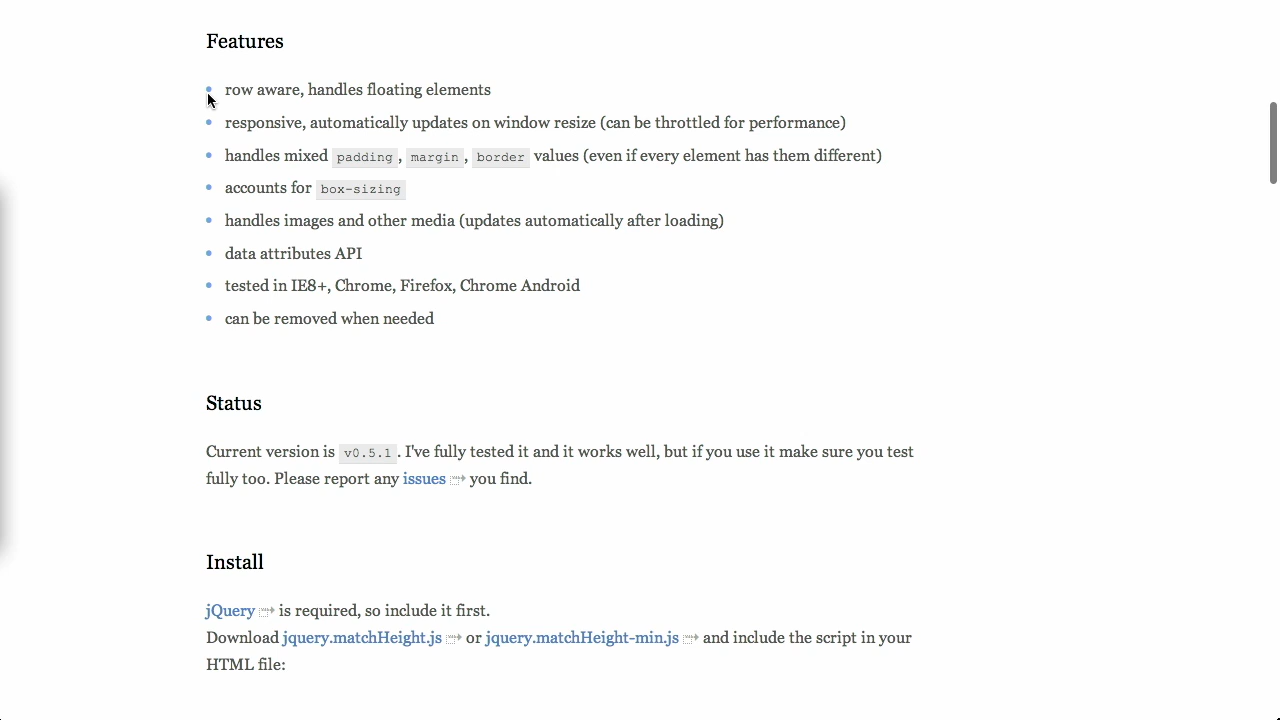 Features
row aware, handles floating elements
responsive, automatically updates on window resize (can be throttled for performance)
handles mixed padding, margin, border values (even if every element has them different)
accounts for box-sizing
handles images and other media (updates automatically after loading)
data attributes API
tested in IE8+, Chrome, Firefox, Chrome Android
can be removed when needed
Status
Current version is v0.5.1. I've fully tested it and it works well, but if you use it make sure you test
fully too. Please report any issues you find.
Install
jQuery is required, so include it first.
Download jquery.matchHeight.js or jquery.matchHeight-min.js and include the script in your
HTML file: